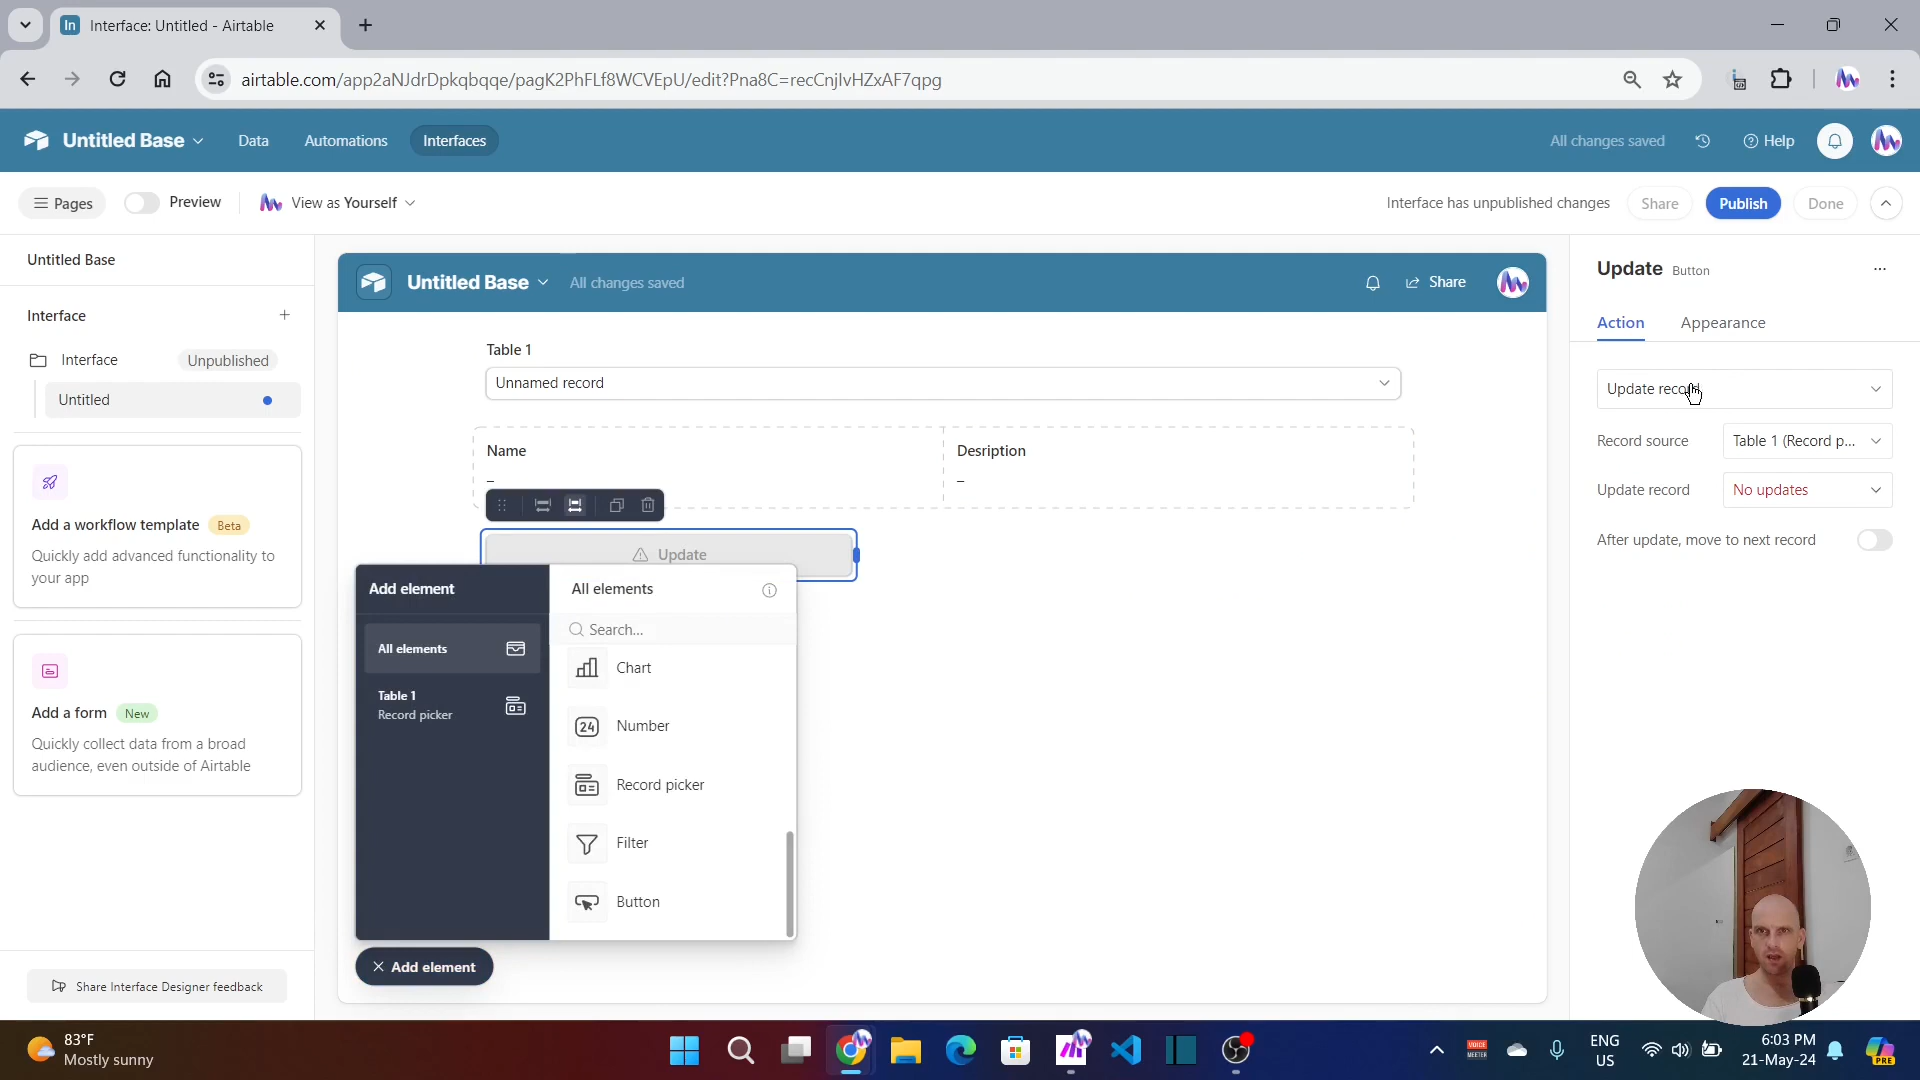 In Interface: Untitled - Airtable
airtable.com/app2aNJdrDpkqbqqe/pagK2PhFLf8WCVEpU/edit?Pna8C=recCnjIvHZxAF7qpg
Untitled Base Data Automations Interfaces All changes saved Help
Pages Preview View as Yourself Interface has unpublished changes Share Publish Done
Untitled Base
Interface
Interface Unpublished
Untitled
Add a workflow template Beta
Quickly add advanced functionality to
your app
Add a form New
Quickly collect data from a broad
audience, even outside of Airtable
Share Interface Designer feedback
Untitled Base All changes saved Share
Table 1
Unnamed record
Name Desription
– –
Update
Add element All elements
All elements
Table 1
Record picker
Search...
Chart
24 Number
Record picker
Filter
Button
Add element
Update Button
Action Appearance
Update record
Record source Table 1 (Record p...
Update record No updates
After update, move to next record
83°F
Mostly sunny
VOICE
MEETER
ENG
US
6:03 PM
21-May-24
PRE